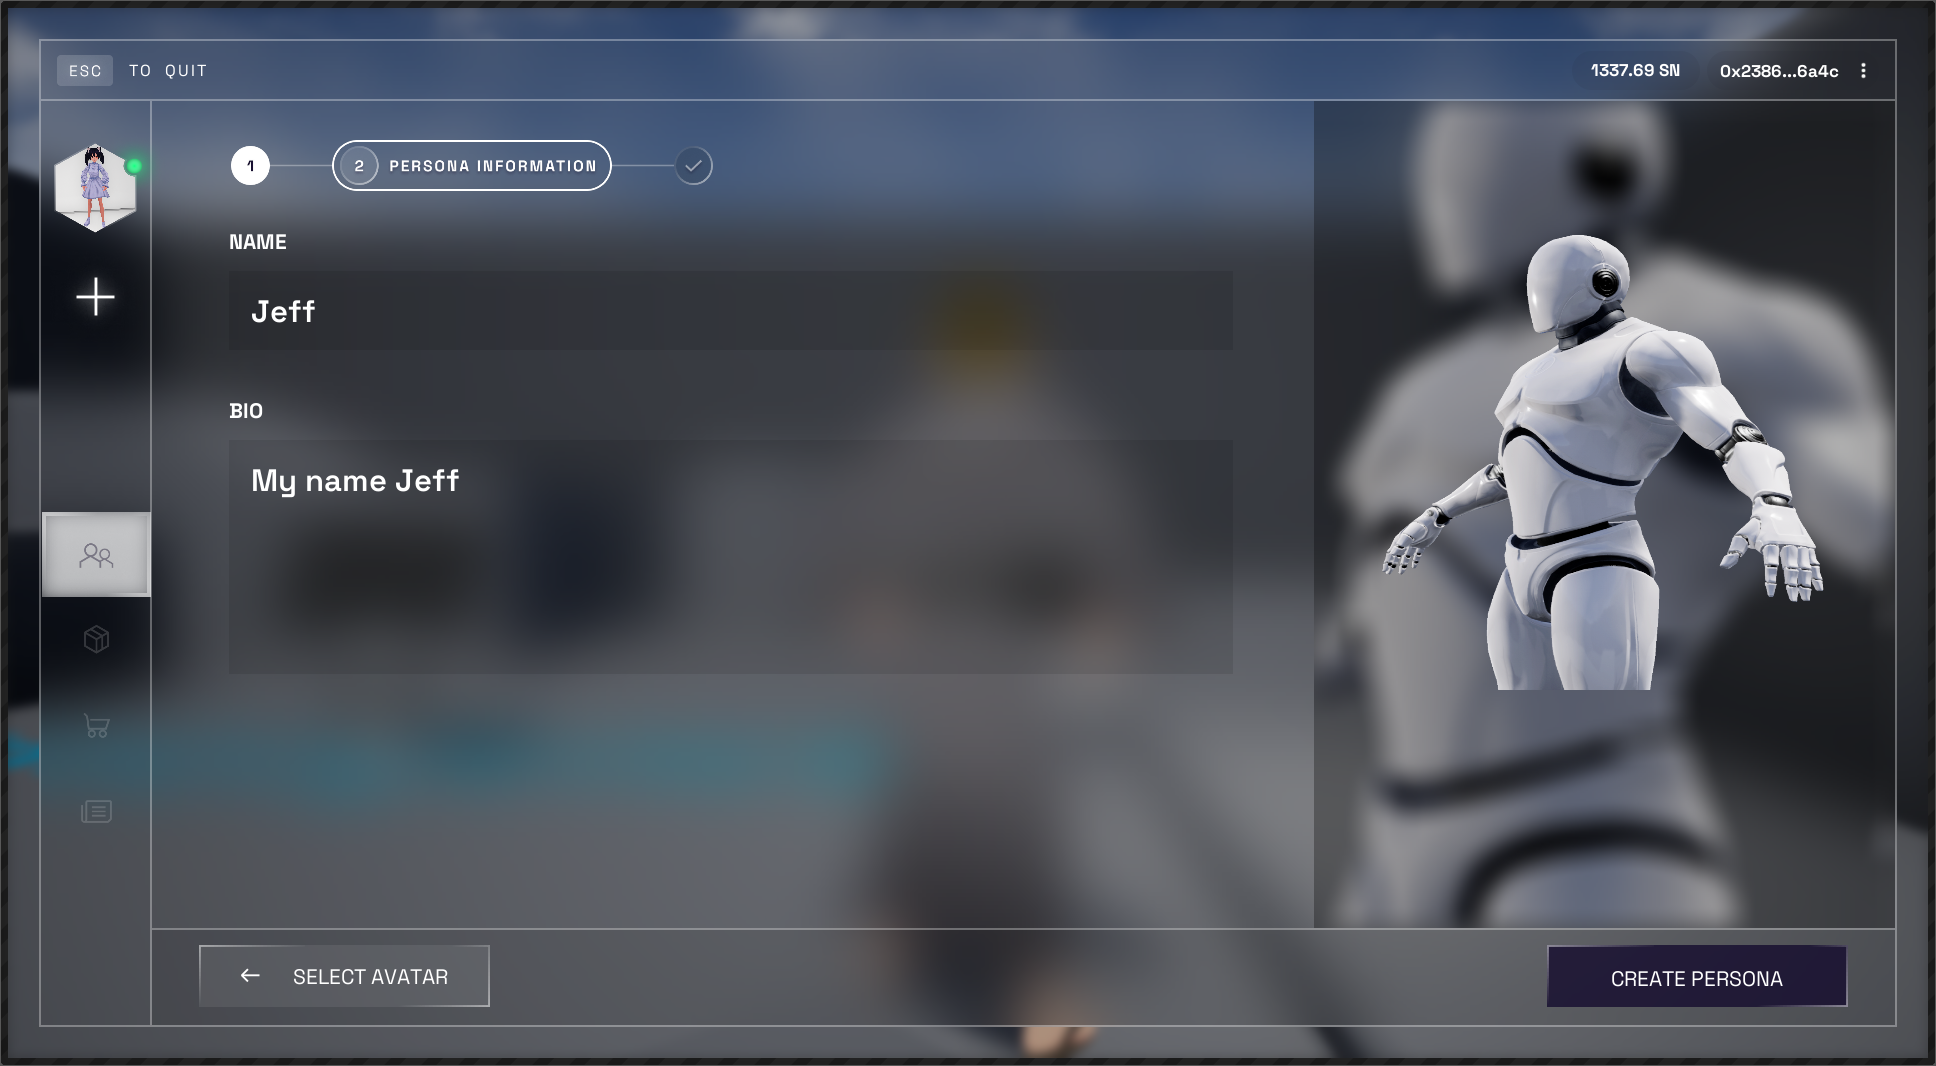 ESC TO QUIT
1337.69 SN
0x2386...6a4c
1
2 PERSONA INFORMATION
NAME
Jeff
BIO
My name Jeff
SELECT AVATAR
CREATE PERSONA